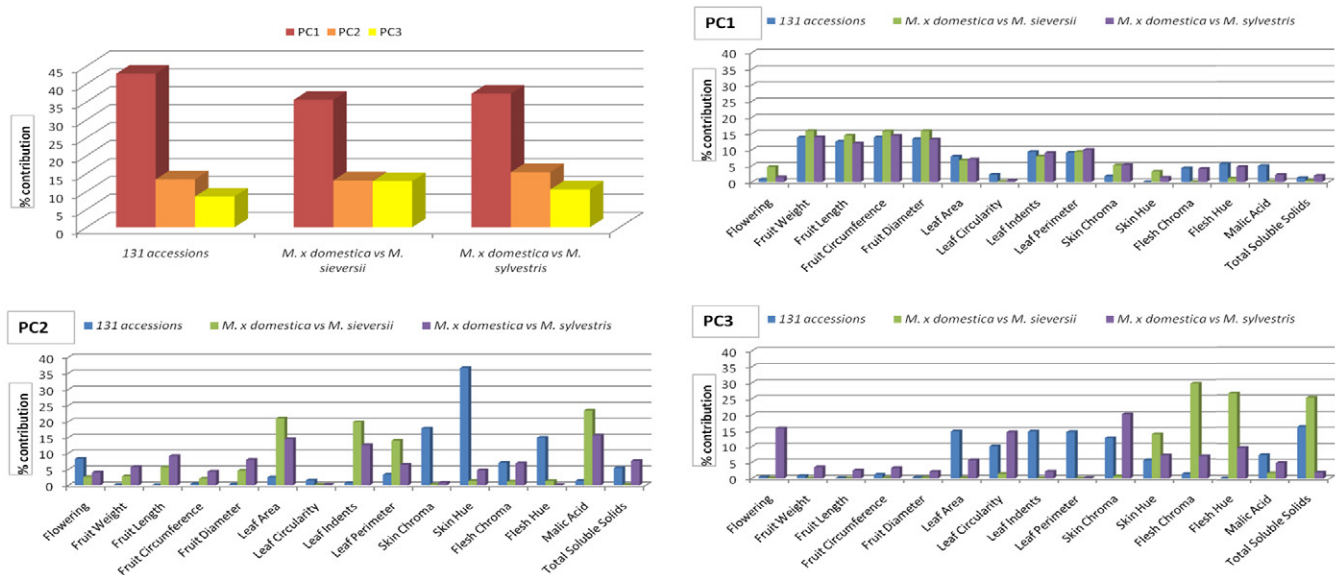 PC1 PC2 PC3
% contribution
45
40
35
30
25
20
15
10
5
0
131 accessions
M. x domestica vs M. sieversii
M. x domestica vs M. sylvestris
PC1
131 accessions M. x domestica vs M. sieversii M. x domestica vs M. sylvestris
% contribution
40
35
30
25
20
15
10
5
0
Flowering
Fruit Weight
Fruit Length
Fruit Circumference
Fruit Diameter
Leaf Area
Leaf Circularity
Leaf Indents
Leaf Perimeter
Skin Chroma
Skin Hue
Flesh Chroma
Flesh Hue
Malic Acid
Total Soluble Solids
PC2
131 accessions M. x domestica vs M. sieversii M. x domestica vs M. sylvestris
% contribution
40
35
30
25
20
15
10
5
0
Flowering
Fruit Weight
Fruit Length
Fruit Circumference
Fruit Diameter
Leaf Area
Leaf Circularity
Leaf Indents
Leaf Perimeter
Skin Chroma
Skin Hue
Flesh Chroma
Flesh Hue
Malic Acid
Total Soluble Solids
PC3
131 accessions M. x domestica vs M. sieversii M. x domestica vs M. sylvestris
% contribution
40
35
30
25
20
15
10
5
0
Flowering
Fruit Weight
Fruit Length
Fruit Circumference
Fruit Diameter
Leaf Area
Leaf Circularity
Leaf Indents
Leaf Perimeter
Skin Chroma
Skin Hue
Flesh Chroma
Flesh Hue
Malic Acid
Total Soluble Solids